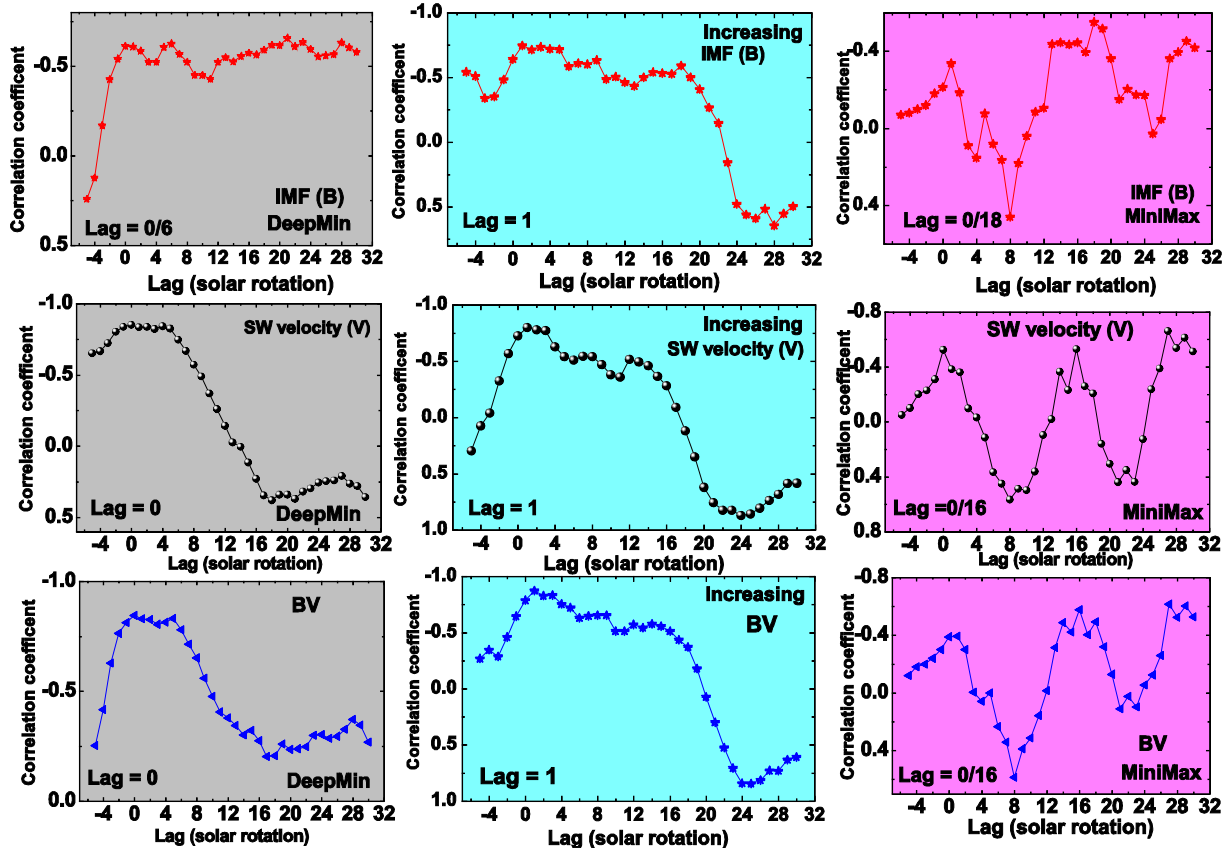 Correlation coefficent
-0.5
0.0
0.5
IMF (B)
DeepMin
Lag = 0/6
-4 0 4 8 12 16 20 24 28 32
Lag (solar rotation)
Correlation coefficent
-1.0
-0.5
0.0
0.5
Increasing
IMF (B)
Lag = 1
-4 0 4 8 12 16 20 24 28 32
Lag (solar rotation)
Correlation coefficent
-0.4
0.0
0.4
IMF (B)
MiniMax
Lag = 0/18
-4 0 4 8 12 16 20 24 28 32
Lag (solar rotation)
Correlation coefficent
-1.0
-0.5
0.0
0.5
SW velocity (V)
Lag = 0
DeepMin
-4 0 4 8 12 16 20 24 28 32
Lag (solar rotation)
Correlation coefficent
-1.0
-0.5
0.0
0.5
1.0
Increasing
SW velocity (V)
Lag = 1
-4 0 4 8 12 16 20 24 28 32
Lag (solar rotation)
Correlation coefficent
-0.8
-0.4
0.0
0.4
0.8
SW velocity (V)
Lag =0/16
MiniMax
-4 0 4 8 12 16 20 24 28 32
Lag (solar rotation)
Correlation coefficent
-1.0
-0.5
0.0
BV
Lag = 0
DeepMin
-4 0 4 8 12 16 20 24 28 32
Lag (solar rotation)
Correlation coefficent
-1.0
-0.5
0.0
0.5
1.0
Increasing
BV
Lag = 1
-4 0 4 8 12 16 20 24 28 32
Lag (solar rotation)
Correlation coefficent
-0.8
-0.4
0.0
0.4
BV
MiniMax
Lag = 0/16
-4 0 4 8 12 16 20 24 28 32
Lag (solar rotation)